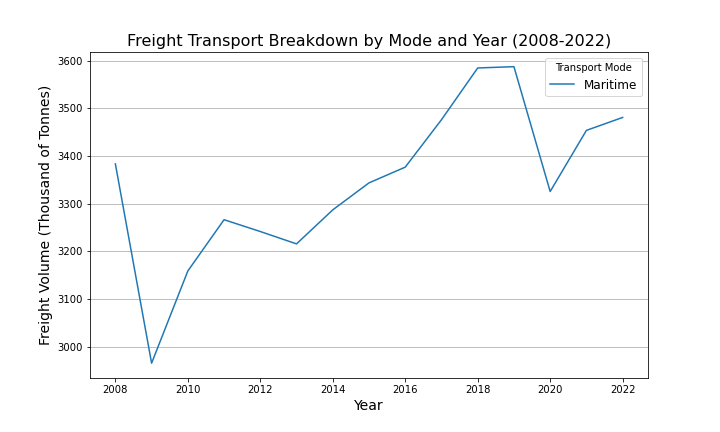 Freight Transport Breakdown by Mode and Year (2008-2022)
Transport Mode
Maritime
Freight Volume (Thousand of Tonnes)
3600
3500
3400
3300
3200
3100
3000
2008 2010 2012 2014 2016 2018 2020 2022
Year